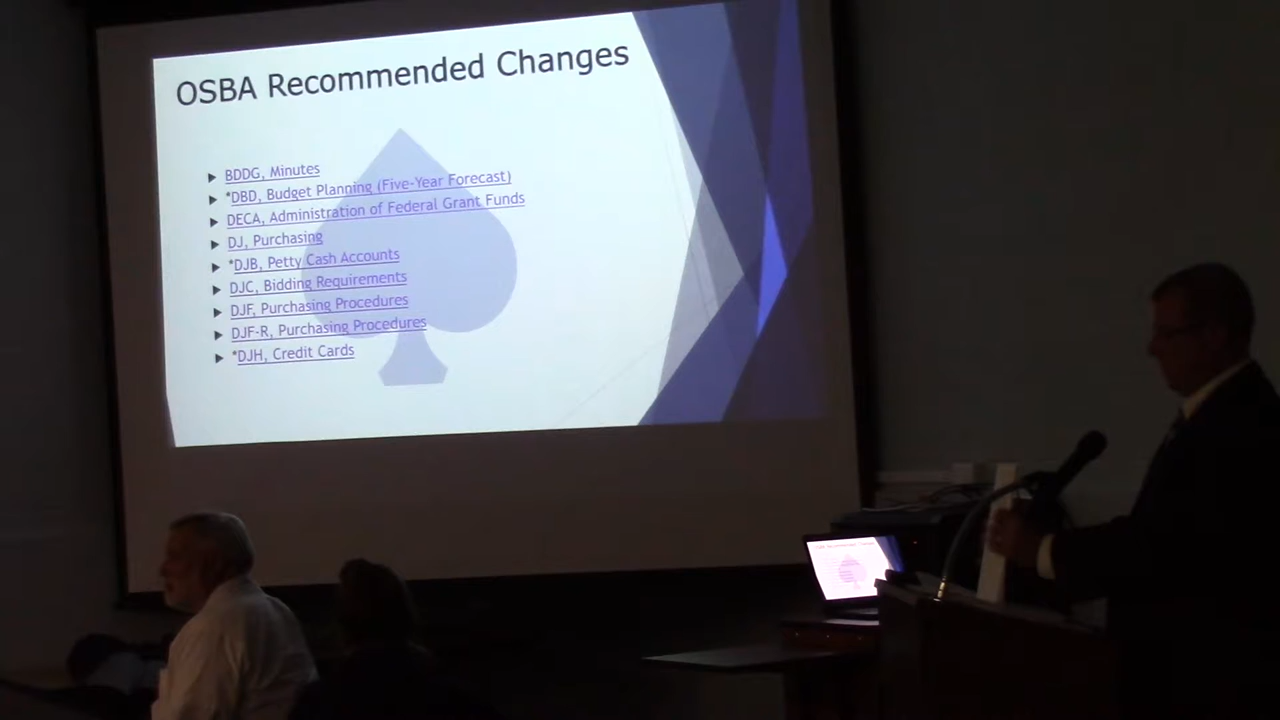 OSBA Recommended Changes
BDDG, Minutes
*DBD, Budget Planning (Five-Year Forecast)
DECA, Administration of Federal Grant Funds
DJ, Purchasing
*DJB, Petty Cash Accounts
DJC, Bidding Requirements
DJF, Purchasing Procedures
DJF-R, Purchasing Procedures
*DJH, Credit Cards